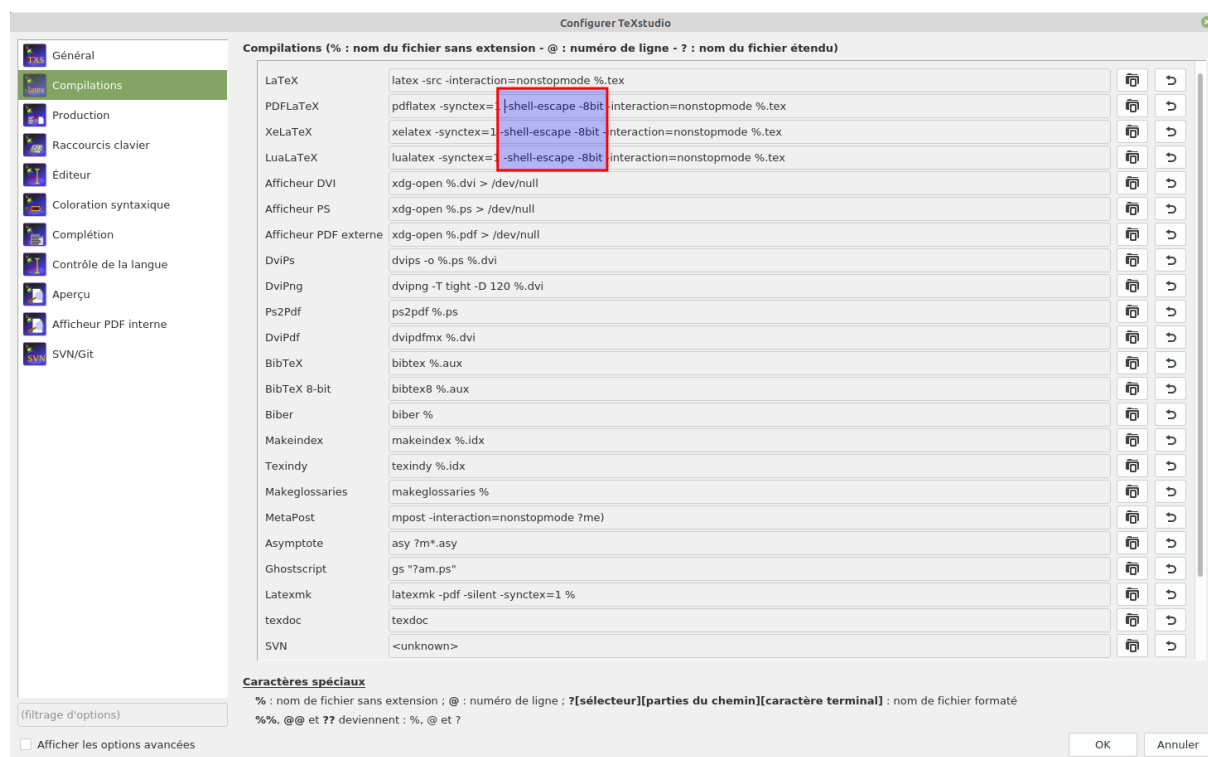 Configurer TeXstudio
Général
Compilations
Production
Raccourcis clavier
Éditeur
Coloration syntaxique
Complétion
Contrôle de la langue
Aperçu
Afficheur PDF interne
SVN/Git
(filtrage d'options)
Afficher les options avancées
Compilations (% : nom du fichier sans extension - @ : numéro de ligne - ? : nom du fichier étendu)
LaTeX latex -src -interaction=nonstopmode %.tex
PDFLaTeX pdflatex -synctex=1 -shell-escape -8bit -interaction=nonstopmode %.tex
XeLaTeX xelatex -synctex=1 -shell-escape -8bit -interaction=nonstopmode %.tex
LuaLaTeX lualatex -synctex=1 -shell-escape -8bit -interaction=nonstopmode %.tex
Afficheur DVI xdg-open %.dvi > /dev/null
Afficheur PS xdg-open %.ps > /dev/null
Afficheur PDF externe xdg-open %.pdf > /dev/null
DviPs dvips -o %.ps %.dvi
DviPng dvipng -T tight -D 120 %.dvi
Ps2Pdf ps2pdf %.ps
DviPdf dvipdfmx %.dvi
BibTeX bibtex %.aux
BibTeX 8-bit bibtex8 %.aux
Biber biber %
Makeindex makeindex %.idx
Texindy texindy %.idx
Makeglossaries makeglossaries %
MetaPost mpost -interaction=nonstopmode ?me)
Asymptote asy ?m*.asy
Ghostscript gs "?am.ps"
Latexmk latexmk -pdf -silent -synctex=1 %
texdoc texdoc
SVN <unknown>
Caractères spéciaux
% : nom de fichier sans extension ; @ : numéro de ligne ; ?[sélecteur][parties du chemin][caractère terminal] : nom de fichier formaté
%%, @@ et ?? deviennent : %, @ et ?
OK Annuler